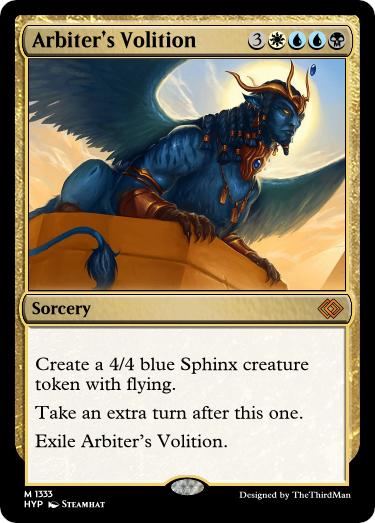 Arbiter's Volition 3
Sorcery
Create a 4/4 blue Sphinx creature
token with flying.
Take an extra turn after this one.
Exile Arbiter's Volition.
M 1333
HYP Steamhat
Designed by TheThirdMan